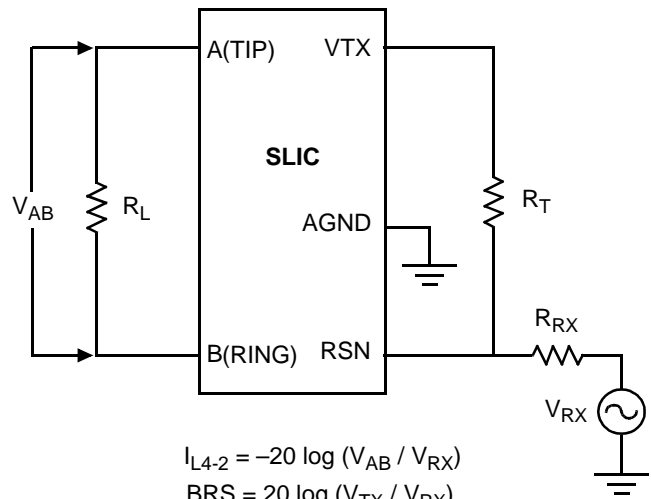 A(TIP) VTX
SLIC
V_AB R_L R_T
AGND
R_RX
B(RING) RSN
V_RX
I_L4-2 = –20 log (V_AB / V_RX)
BRS = 20 log (V_TX / V_RX)